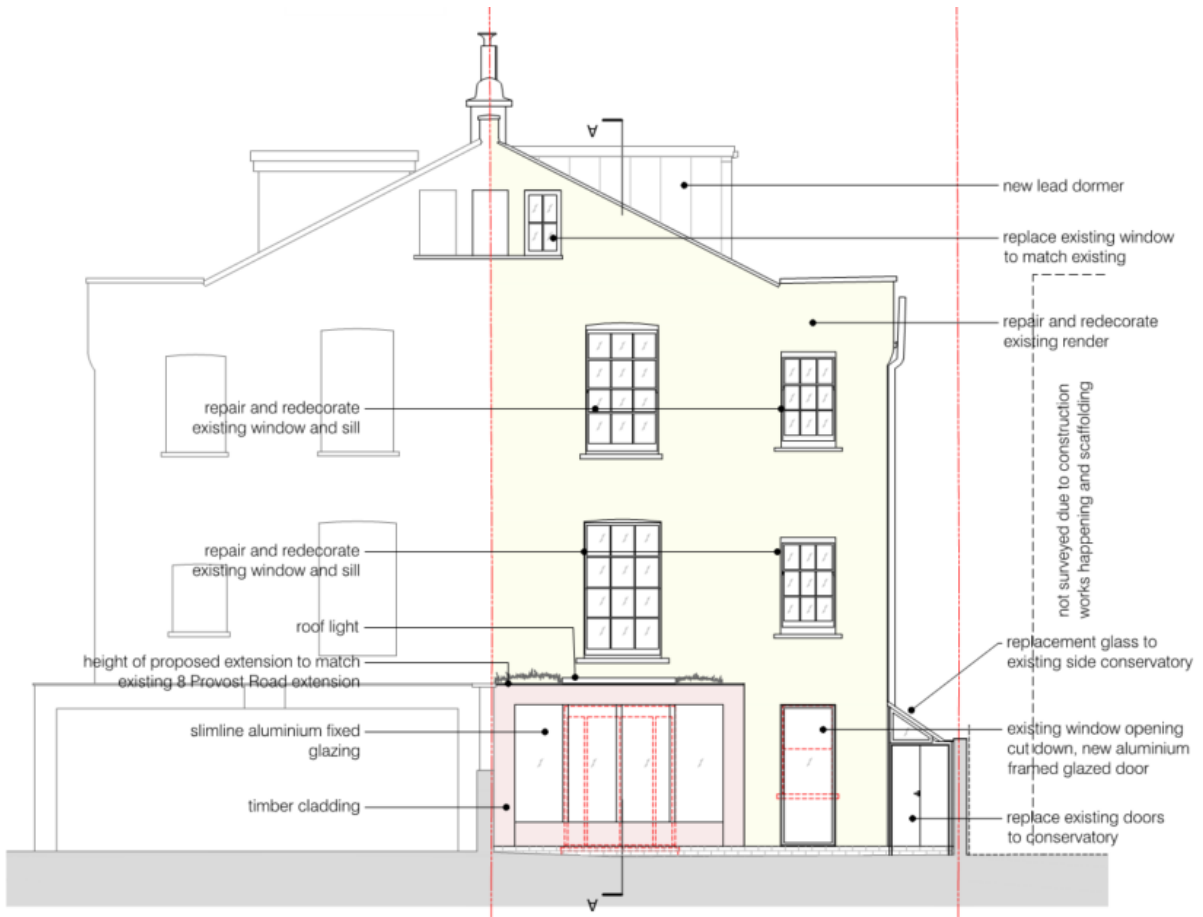 A
new lead dormer
replace existing window
to match existing
repair and redecorate
existing render
repair and redecorate
existing window and sill
not surveyed due to construction
works happening and scaffolding
repair and redecorate
existing window and sill
roof light
height of proposed extension to match
existing 8 Provost Road extension
replacement glass to
existing side conservatory
slimline aluminium fixed
glazing
existing window opening
cut down, new aluminium
framed glazed door
timber cladding
replace existing doors
to conservatory
A